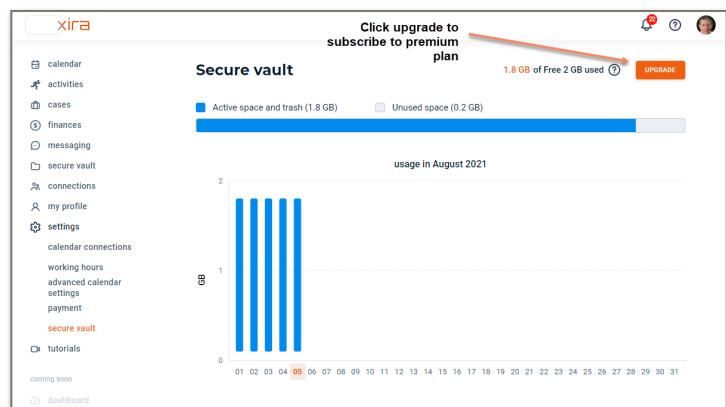 xira
Click upgrade to
subscribe to premium
plan
22
calendar
activities
cases
finances
messaging
secure vault
connections
my profile
settings
calendar connections
working hours
advanced calendar
settings
payment
secure vault
tutorials
coming soon
dashboard
Secure vault
1.8 GB of Free 2 GB used ?
UPGRADE
Active space and trash (1.8 GB)
Unused space (0.2 GB)
usage in August 2021
2
1
0
GB
01 02 03 04 05 06 07 08 09 10 11 12 13 14 15 16 17 18 19 20 21 22 23 24 25 26 27 28 29 30 31